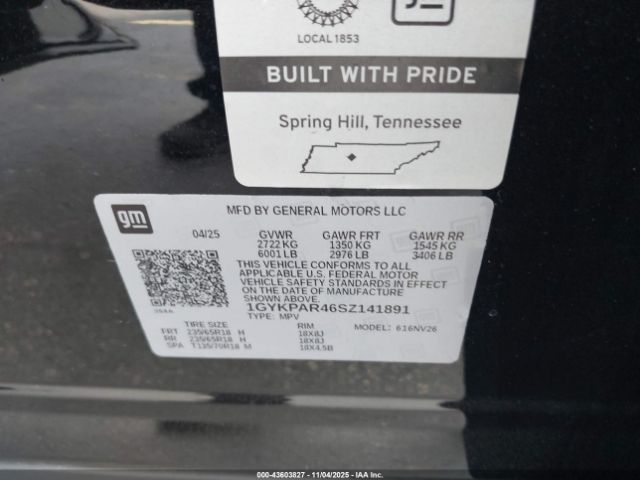 LOCAL 1853
gm
BUILT WITH PRIDE
Spring Hill, Tennessee
gm
MFD BY GENERAL MOTORS LLC
04/25 GVWR GAWR FRT GAWR RR
2722 KG 1350 KG 1545 KG
6001 LB 2976 LB 3406 LB
THIS VEHICLE CONFORMS TO ALL
APPLICABLE U.S. FEDERAL MOTOR
VEHICLE SAFETY STANDARDS IN EFFECT
ON THE DATE OF MANUFACTURE
SHOWN ABOVE.
1GYKPAR46SZ141891
TYPE: MPV
TIRE SIZE RIM MODEL: 616NV26
FRT 235/65R18 H 18X8J
RR 235/65R18 H 18X8J
SPA T135/70R18 M 18X4.5B
000-43603827 - 11/04/2025 - IAA Inc.